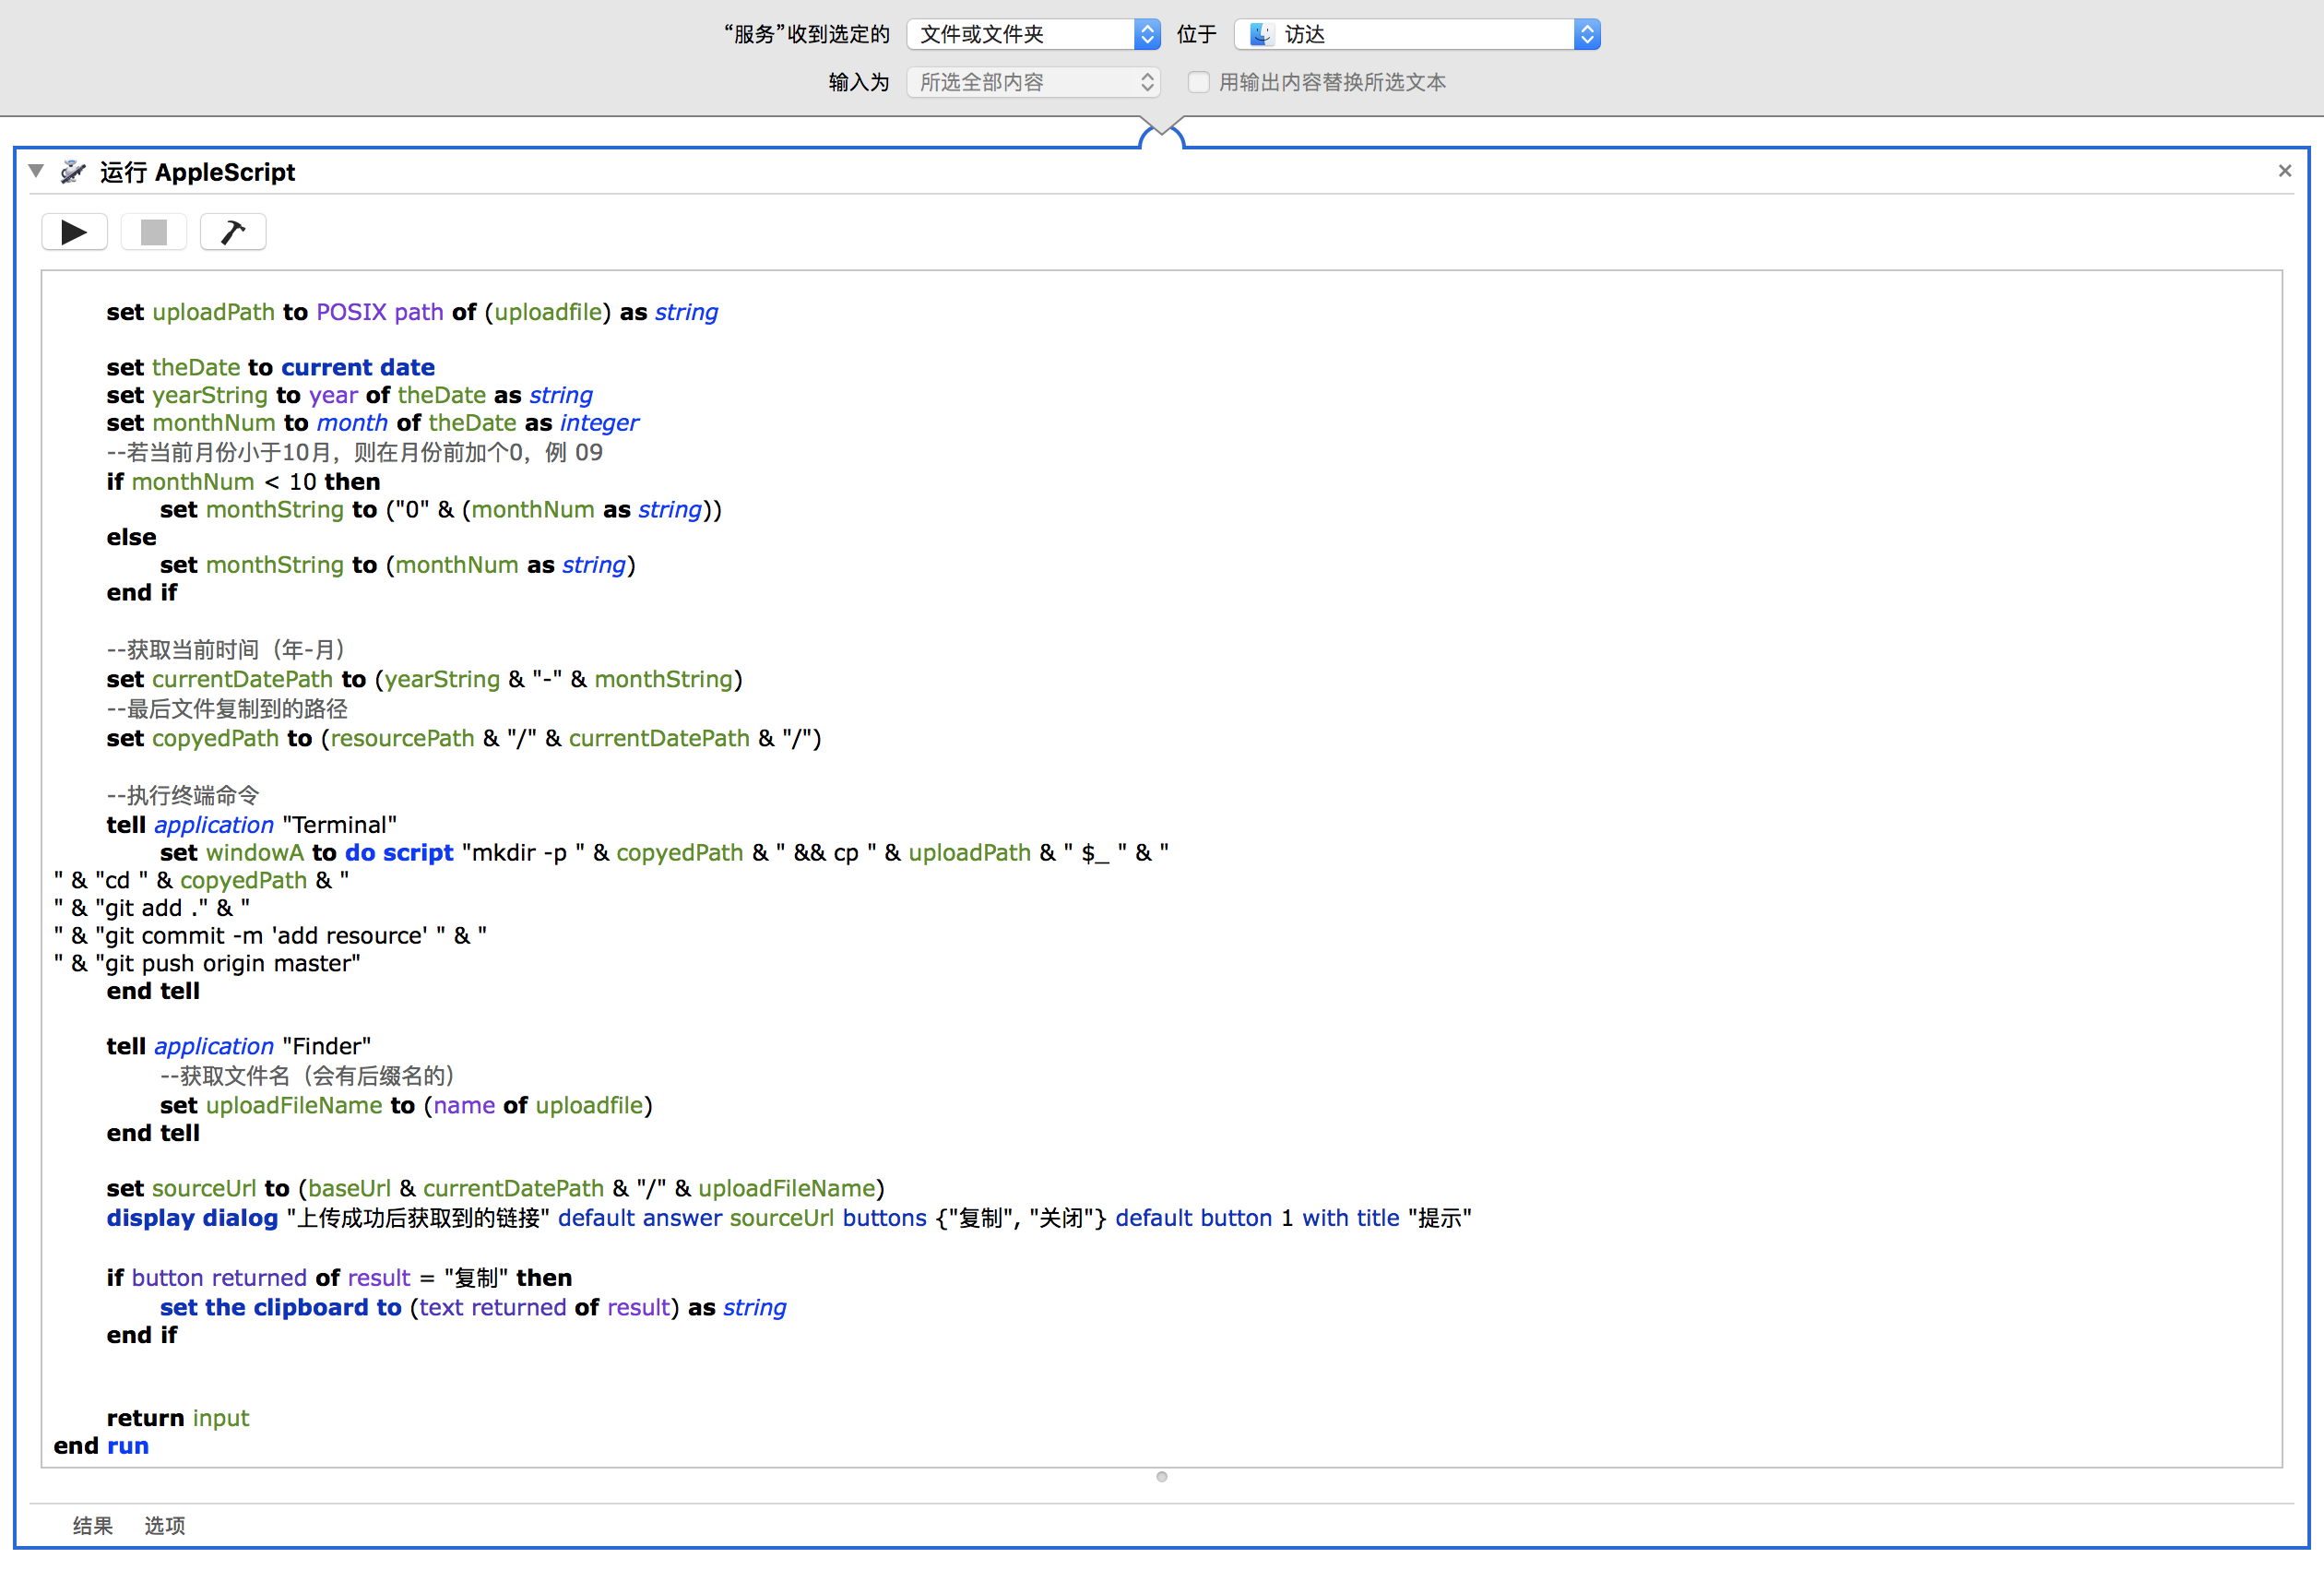 “服务”收到选定的 文件或文件夹 位于 访达
输入为 所选全部内容 用输出内容替换所选文本
运行 AppleScript
set uploadPath to POSIX path of (uploadfile) as string
set theDate to current date
set yearString to year of theDate as string
set monthNum to month of theDate as integer
--若当前月份小于10月，则在月份前加个0，例 09
if monthNum < 10 then
set monthString to ("0" & (monthNum as string))
else
set monthString to (monthNum as string)
end if
--获取当前时间（年-月）
set currentDatePath to (yearString & "-" & monthString)
--最后文件复制到的路径
set copyedPath to (resourcePath & "/" & currentDatePath & "/")
--执行终端命令
tell application "Terminal"
set windowA to do script "mkdir -p " & copyedPath & " && cp " & uploadPath & " $_ " & "
" & "cd " & copyedPath & "
" & "git add ." & "
" & "git commit -m 'add resource' " & "
" & "git push origin master"
end tell
tell application "Finder"
--获取文件名（会有后缀名的）
set uploadFileName to (name of uploadfile)
end tell
set sourceUrl to (baseUrl & currentDatePath & "/" & uploadFileName)
display dialog "上传成功后获取到的链接" default answer sourceUrl buttons {"复制", "关闭"} default button 1 with title "提示"
if button returned of result = "复制" then
set the clipboard to (text returned of result) as string
end if
return input
end run
结果 选项